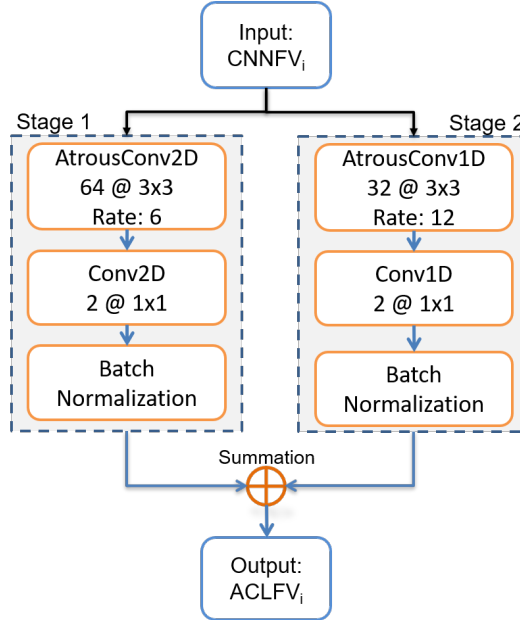 Input:
CNNFVᵢ
Stage 1
Stage 2
AtrousConv2D
64 @ 3x3
Rate: 6
Conv2D
2 @ 1x1
Batch
Normalization
AtrousConv1D
32 @ 3x3
Rate: 12
Conv1D
2 @ 1x1
Batch
Normalization
Summation
Output:
ACLFVᵢ